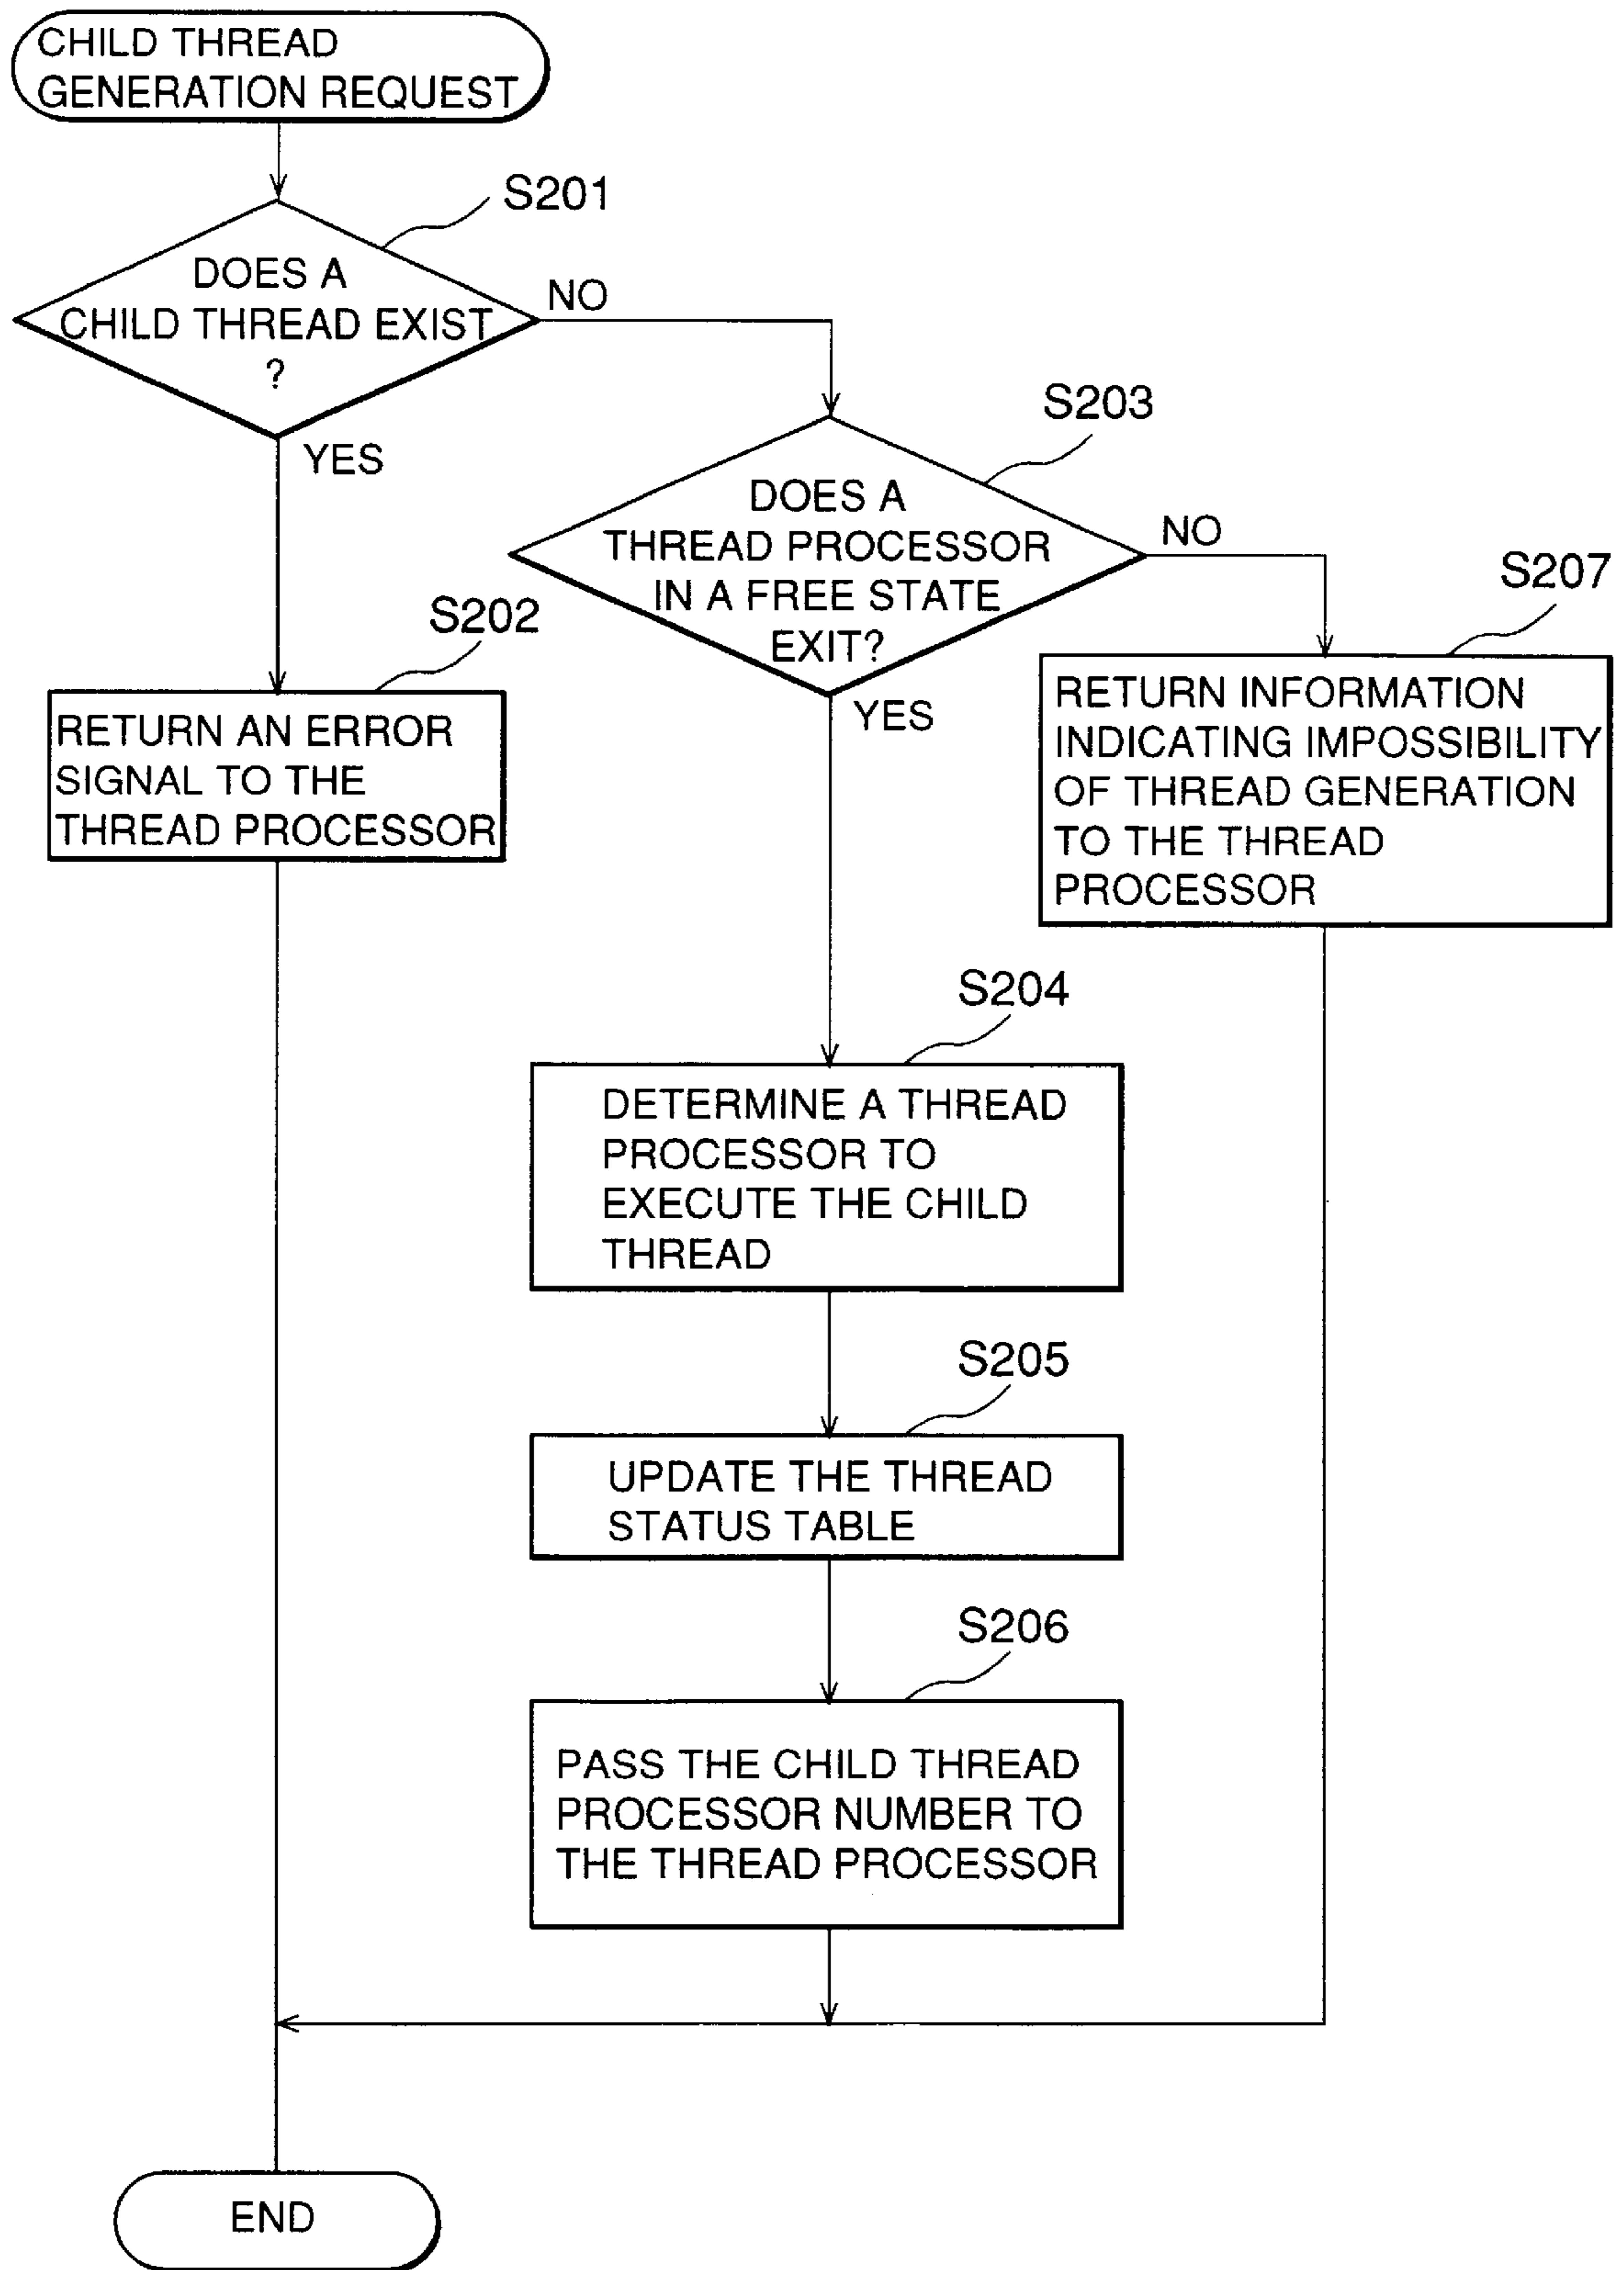 CHILD THREAD
GENERATION REQUEST
S201
DOES A
CHILD THREAD EXIST
?
NO
YES
S203
DOES A
THREAD PROCESSOR
IN A FREE STATE
EXIT?
NO
YES
S202
RETURN AN ERROR
SIGNAL TO THE
THREAD PROCESSOR
S207
RETURN INFORMATION
INDICATING IMPOSSIBILITY
OF THREAD GENERATION
TO THE THREAD
PROCESSOR
S204
DETERMINE A THREAD
PROCESSOR TO
EXECUTE THE CHILD
THREAD
S205
UPDATE THE THREAD
STATUS TABLE
S206
PASS THE CHILD THREAD
PROCESSOR NUMBER TO
THE THREAD PROCESSOR
END